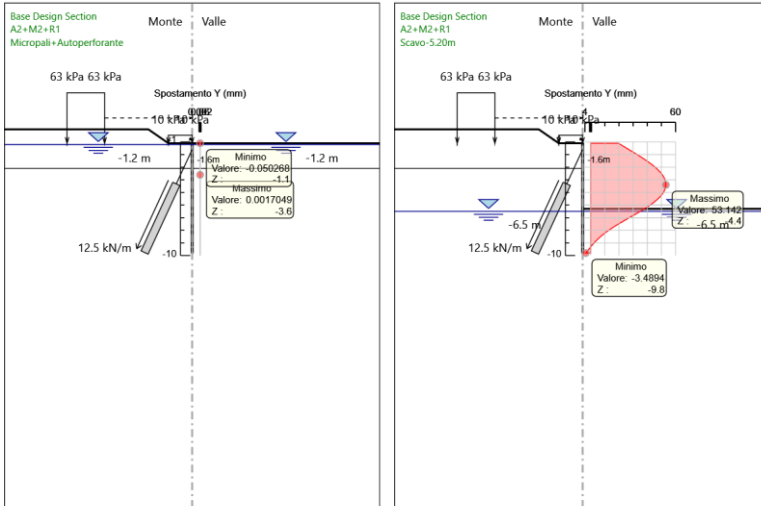 Base Design Section
A2+M2+R1
Micropali+Autoperforante
Monte Valle
63 kPa 63 kPa
Spostamento Y (mm)
-1.2 m
-1.6m
-1.2 m
Minimo
Valore: -0.050268
Z : -1.1
Massimo
Valore: 0.0017049
Z : -3.6
12.5 kN/m
-10
Base Design Section
A2+M2+R1
Scavo-5.20m
Monte Valle
63 kPa 63 kPa
Spostamento Y (mm)
60
-1.6m
Massimo
Valore: 53.142
Z : -4.4
-6.5 m
-6.5 m
12.5 kN/m
-10
Minimo
Valore: -3.4894
Z : -9.8